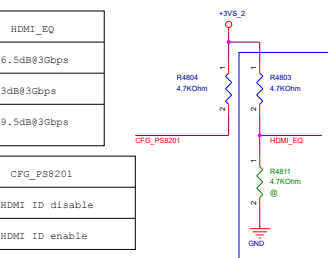 HDMI_EQ
6.5dB@3Gbps
3dB@3Gbps
9.5dB@3Gbps
CFG_PS8201
HDMI ID disable
HDMI ID enable
+3VS_2
1
1
R4804
4.7KOhm
R4803
4.7KOhm
2
2
CFG_PS8201
HDMI_EQ
1
R4811
4.7KOhm
@
2
GND